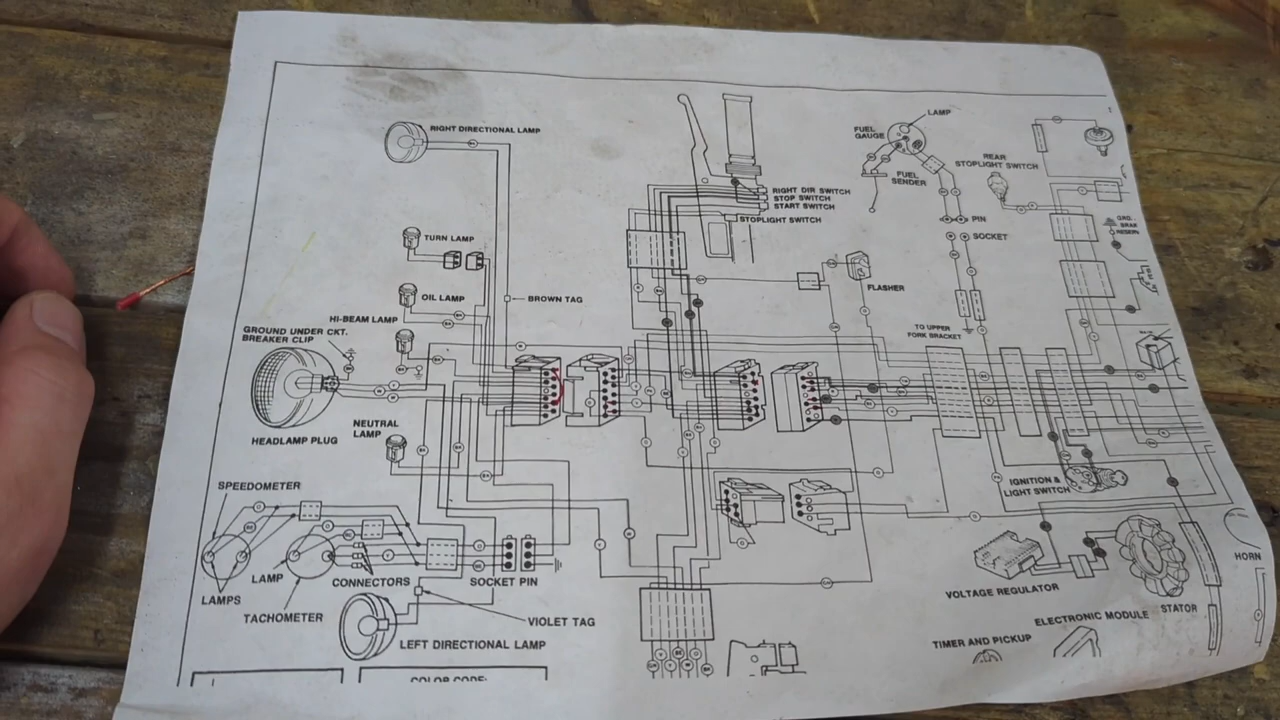 RIGHT DIRECTIONAL LAMP
LAMP
FUEL
GAUGE
FUEL
SENDER
REAR
STOPLIGHT SWITCH
RIGHT DIR SWITCH
STOP SWITCH
START SWITCH
STOPLIGHT SWITCH
PIN
SOCKET
TURN LAMP
FLASHER
OIL LAMP
BROWN TAG
HI-BEAM LAMP
GROUND UNDER CKT.
BREAKER CLIP
TO UPPER
FORK BRACKET
HEADLAMP PLUG
NEUTRAL
LAMP
IGNITION &
LIGHT SWITCH
SPEEDOMETER
LAMP
LAMPS
CONNECTORS
SOCKET PIN
TACHOMETER
VIOLET TAG
LEFT DIRECTIONAL LAMP
HORN
VOLTAGE REGULATOR
STATOR
ELECTRONIC MODULE
TIMER AND PICKUP
COLOR CODE: